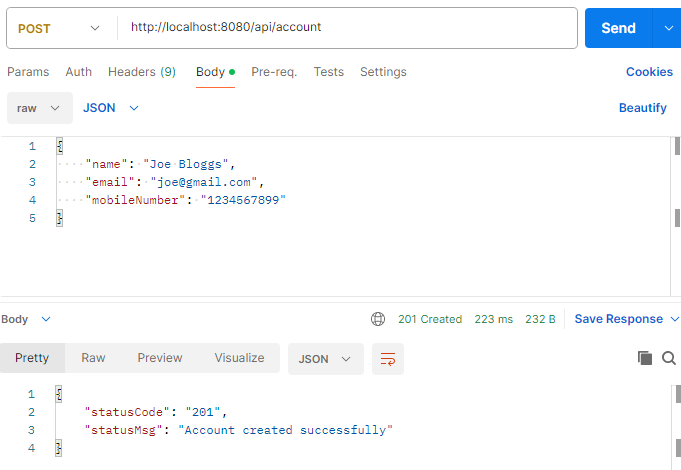 POST http://localhost:8080/api/account Send
Params Auth Headers (9) Body Pre-req. Tests Settings Cookies
raw JSON Beautify
1 {
2 "name": "Joe Bloggs",
3 "email": "joe@gmail.com",
4 "mobileNumber": "1234567899"
5 }
Body 201 Created 223 ms 232 B Save Response
Pretty Raw Preview Visualize JSON
1 {
2 "statusCode": "201",
3 "statusMsg": "Account created successfully"
4 }